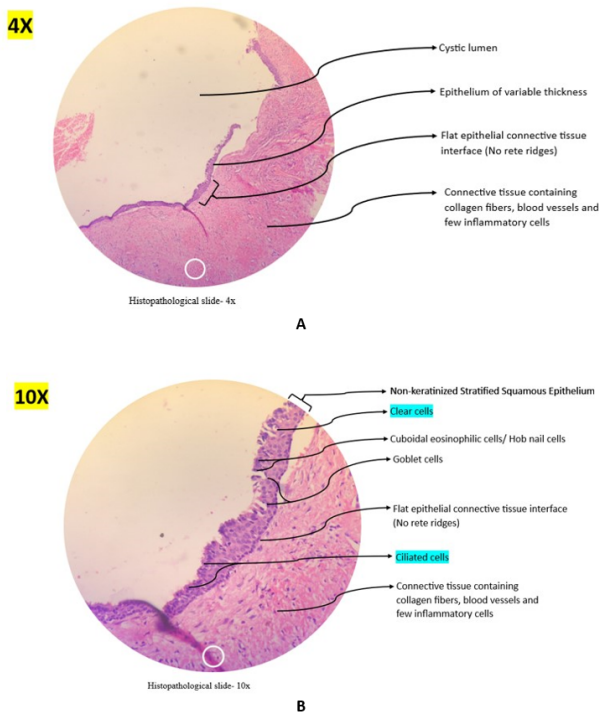 4X
Cystic lumen
Epithelium of variable thickness
Flat epithelial connective tissue
interface (No rete ridges)
Connective tissue containing
collagen fibers, blood vessels and
few inflammatory cells
Histopathological slide- 4x
A
10X
Non-keratinized Stratified Squamous Epithelium
Clear cells
Cuboidal eosinophilic cells/ Hob nail cells
Goblet cells
Flat epithelial connective tissue interface
(No rete ridges)
Ciliated cells
Connective tissue containing
collagen fibers, blood vessels and
few inflammatory cells
Histopathological slide- 10x
B